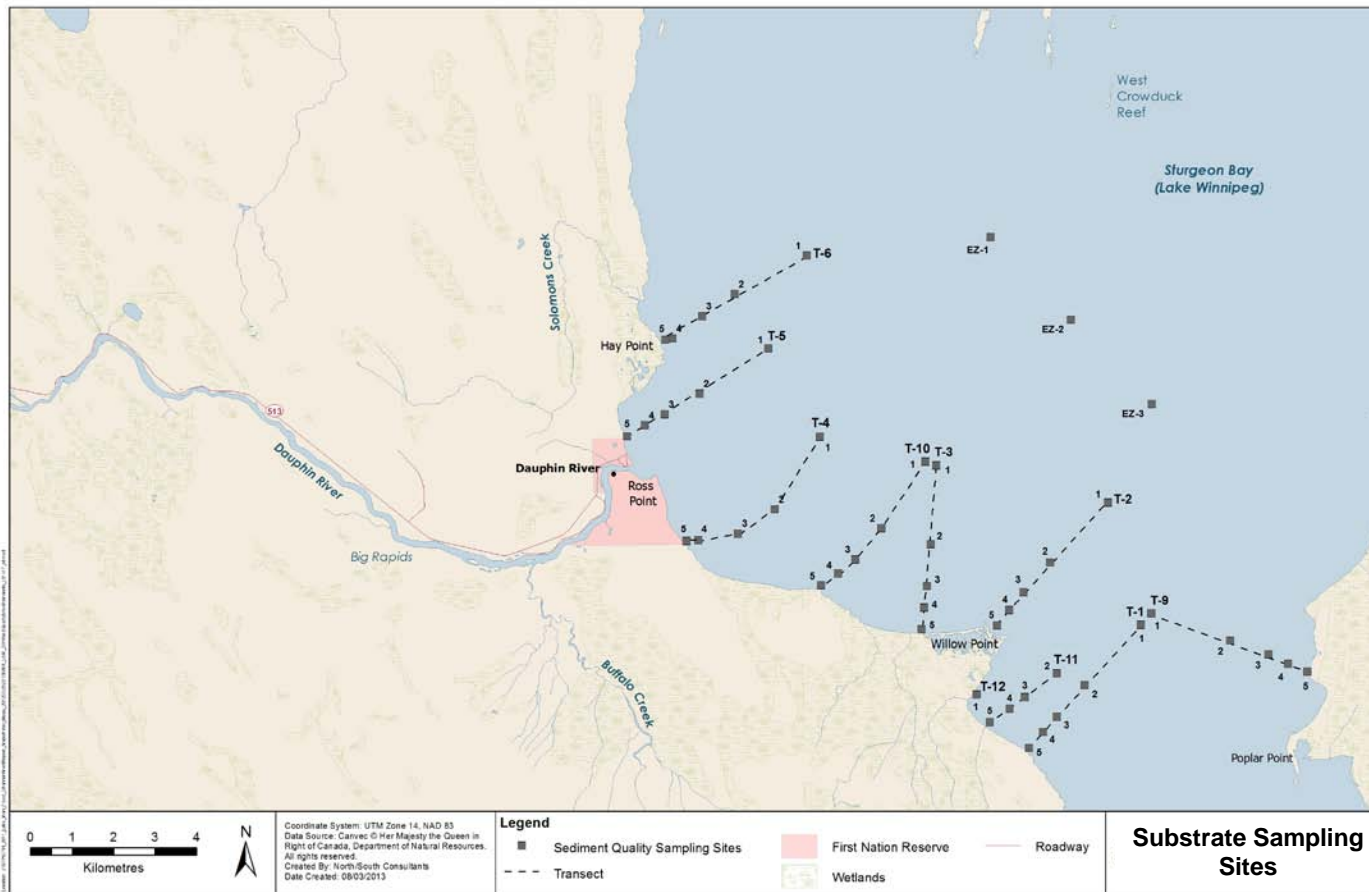 West
Crowduck
Reef
Sturgeon Bay
(Lake Winnipeg)
EZ-1
1 T-6
2
3
4
5
Solomons Creek
Hay Point
EZ-2
1 T-5
2
3
4
5
EZ-3
513
Dauphin River
Dauphin River
Ross
Point
Big Rapids
T-4
1
2
3
4
5
T-10
1
2
3
4
5
T-3
1
2
3
4
5
1 T-2
2
3
4
5
Willow Point
T-1
1
2
3
4
5
T-9
1
2
3
4
5
T-11
2
3
4
5
T-12
1
Buffalo Creek
Poplar Point
0 1 2 3 4
Kilometres
N
Coordinate System: UTM Zone 14, NAD 83
Data Source: Canvec © Her Majesty the Queen in
Right of Canada, Department of Natural Resources.
All rights reserved.
Created By: North/South Consultants
Date Created: 08/03/2013
Legend
Sediment Quality Sampling Sites
Transect
First Nation Reserve
Wetlands
Roadway
Substrate Sampling
Sites